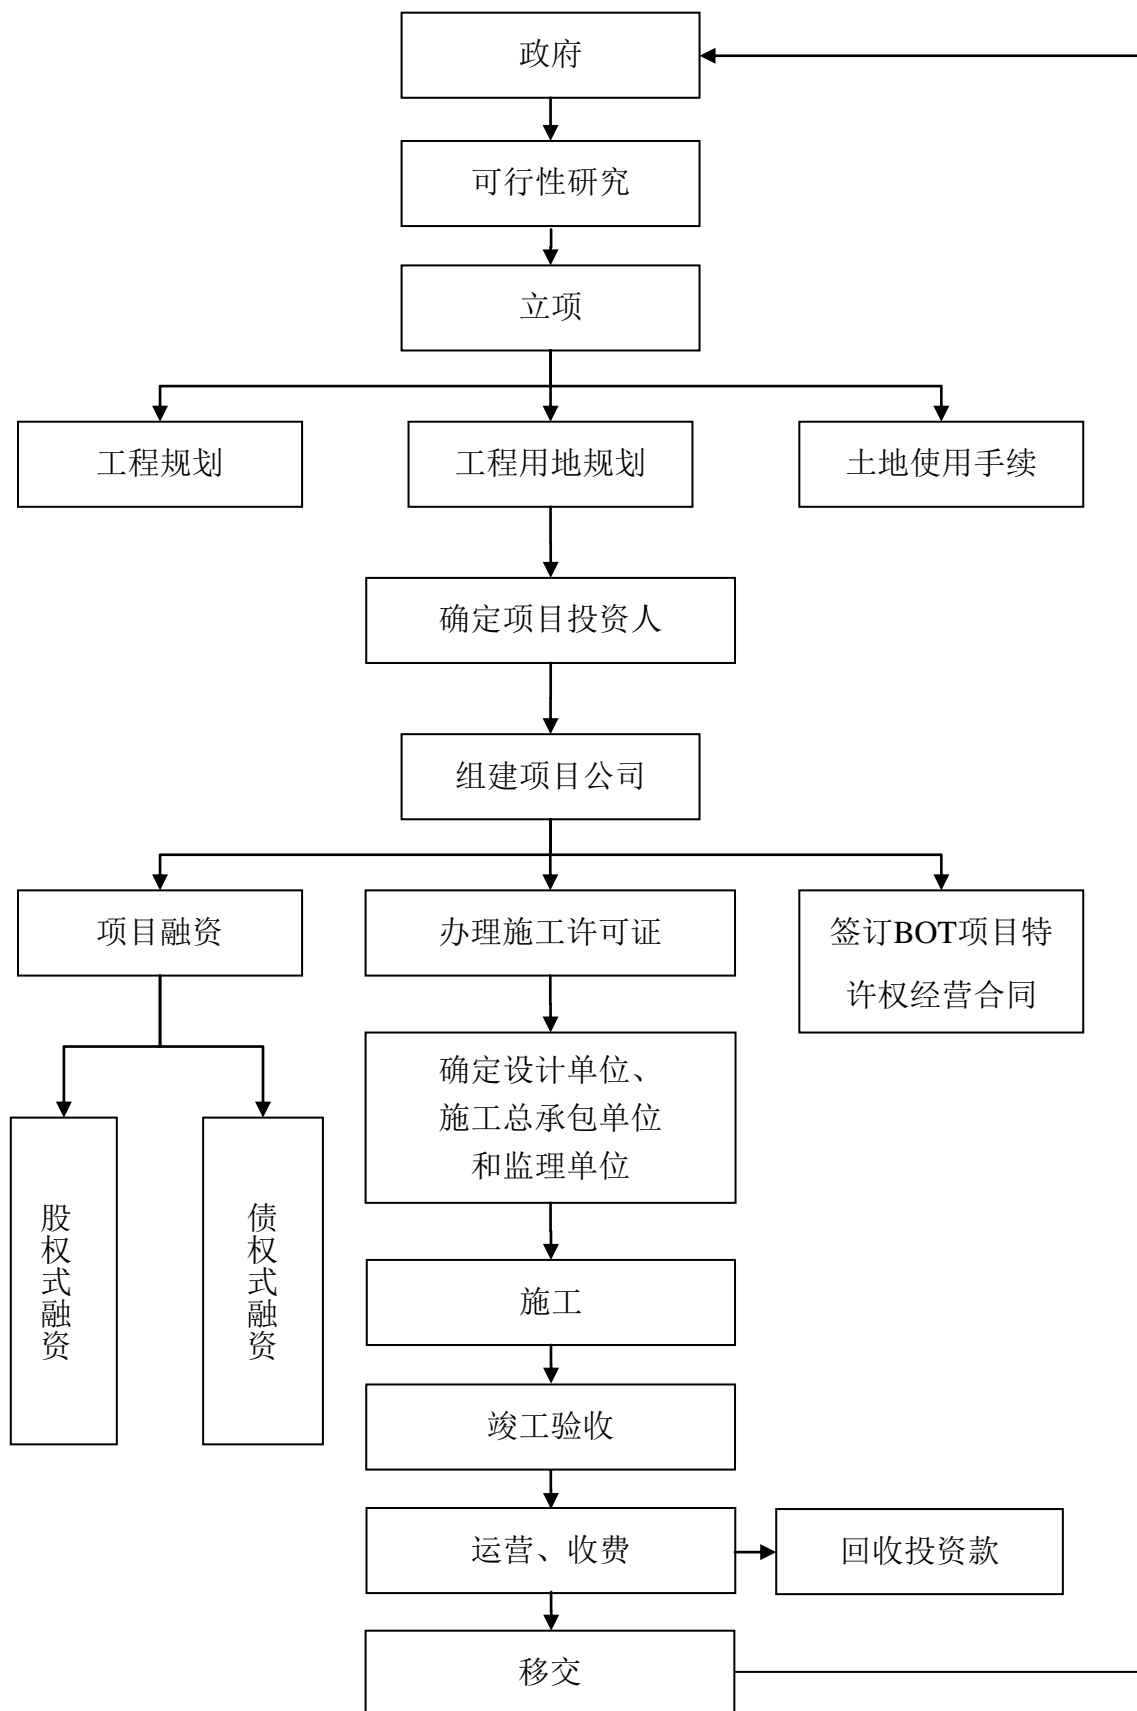 政府
可行性研究
立项
工程规划
工程用地规划
土地使用手续
确定项目投资人
组建项目公司
项目融资
办理施工许可证
签订BOT项目特
许权经营合同
确定设计单位、
施工总承包单位
和监理单位
股权式融资
债权式融资
施工
竣工验收
运营、收费
回收投资款
移交